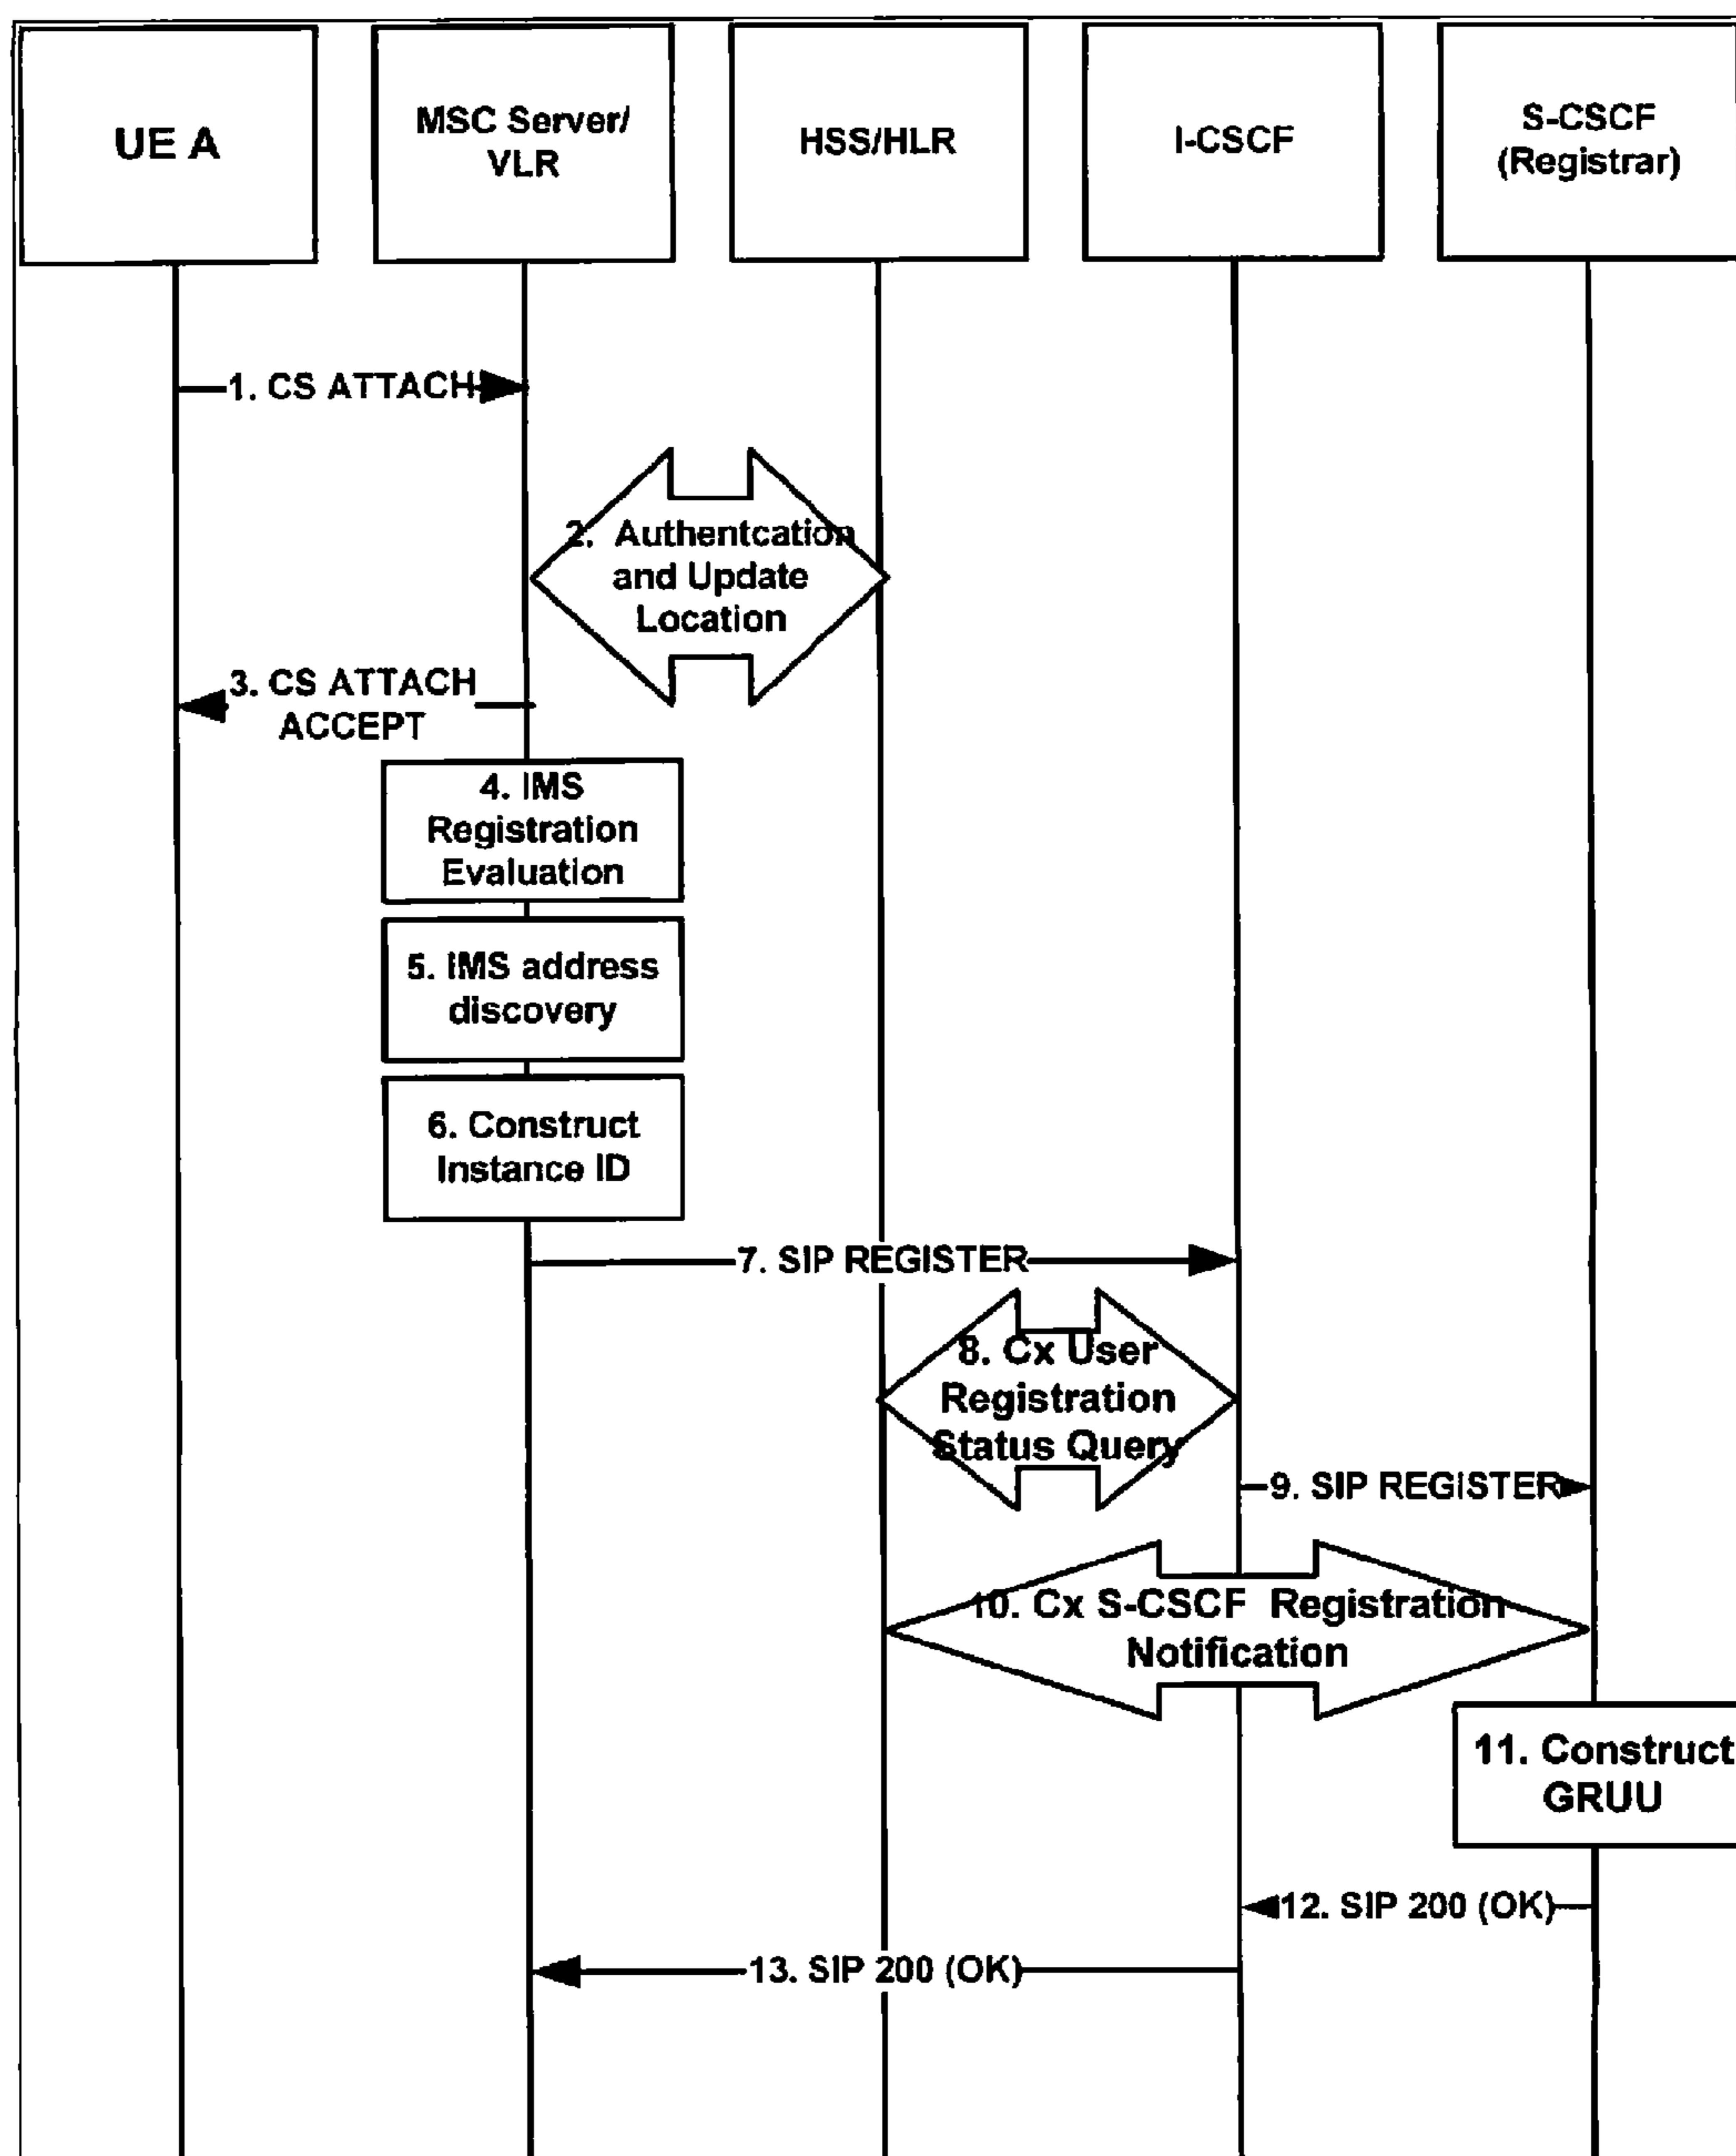 UE A
MSC Server/
VLR
HSS/HLR
I-CSCF
S-CSCF
(Registrar)
1. CS ATTACH
2. Authentcation
and Update
Location
3. CS ATTACH
ACCEPT
4. IMS
Registration
Evaluation
5. IMS address
discovery
6. Construct
Instance ID
7. SIP REGISTER
8. Cx User
Registration
Status Query
9. SIP REGISTER
10. Cx S-CSCF Registration
Notification
11. Construct
GRUU
12. SIP 200 (OK)
13. SIP 200 (OK)